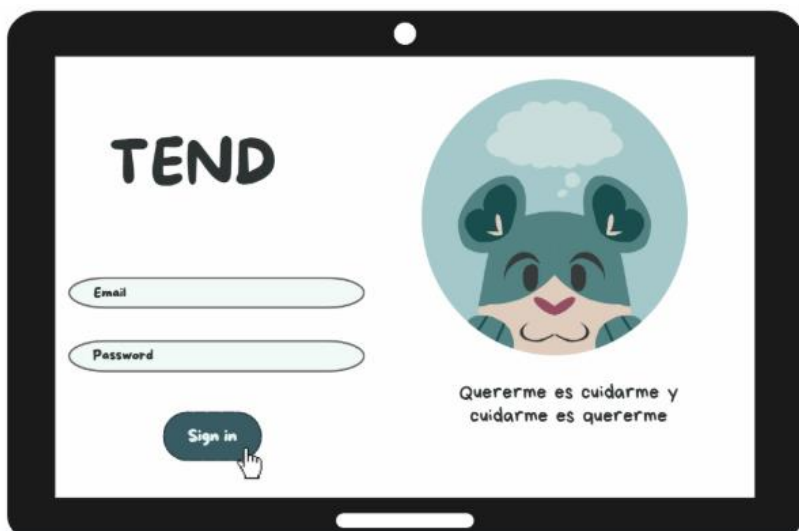 TEND
Email
Password
Sign in
Quererme es cuidarme y
cuidarme es quererme